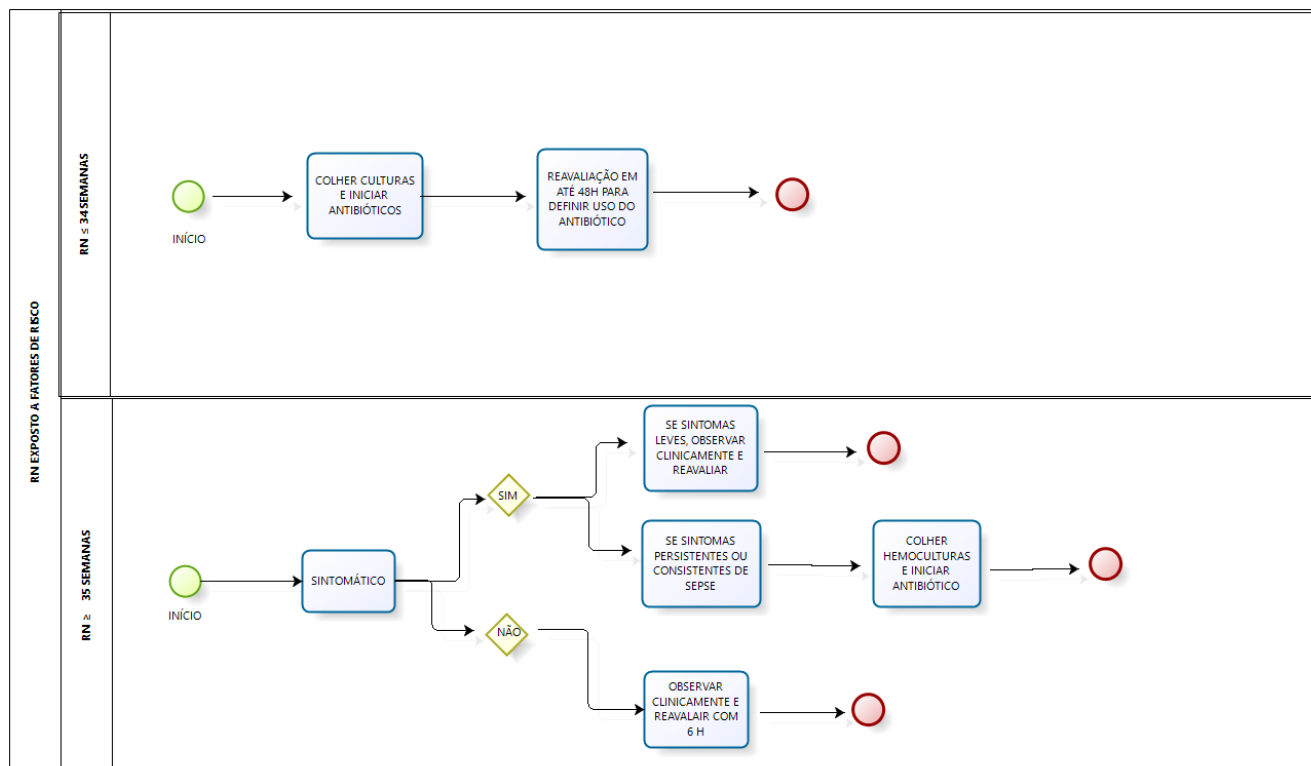 RN EXPOSTO A FATORES DE RISCO
RN ≤ 34 SEMANAS
INÍCIO
COLHER CULTURAS
E INICIAR
ANTIBIÓTICOS
REAVALIAÇÃO EM
ATÉ 48H PARA
DEFINIR USO DO
ANTIBIÓTICO
RN ≥ 35 SEMANAS
INÍCIO
SINTOMÁTICO
SIM
SE SINTOMAS
LEVES, OBSERVAR
CLINICAMENTE E
REAVALIAR
SE SINTOMAS
PERSISTENTES OU
CONSISTENTES DE
SEPSE
COLHER
HEMOCULTURAS
E INICIAR
ANTIBIÓTICO
NÃO
OBSERVAR
CLINICAMENTE E
REAVALAIR COM
6 H